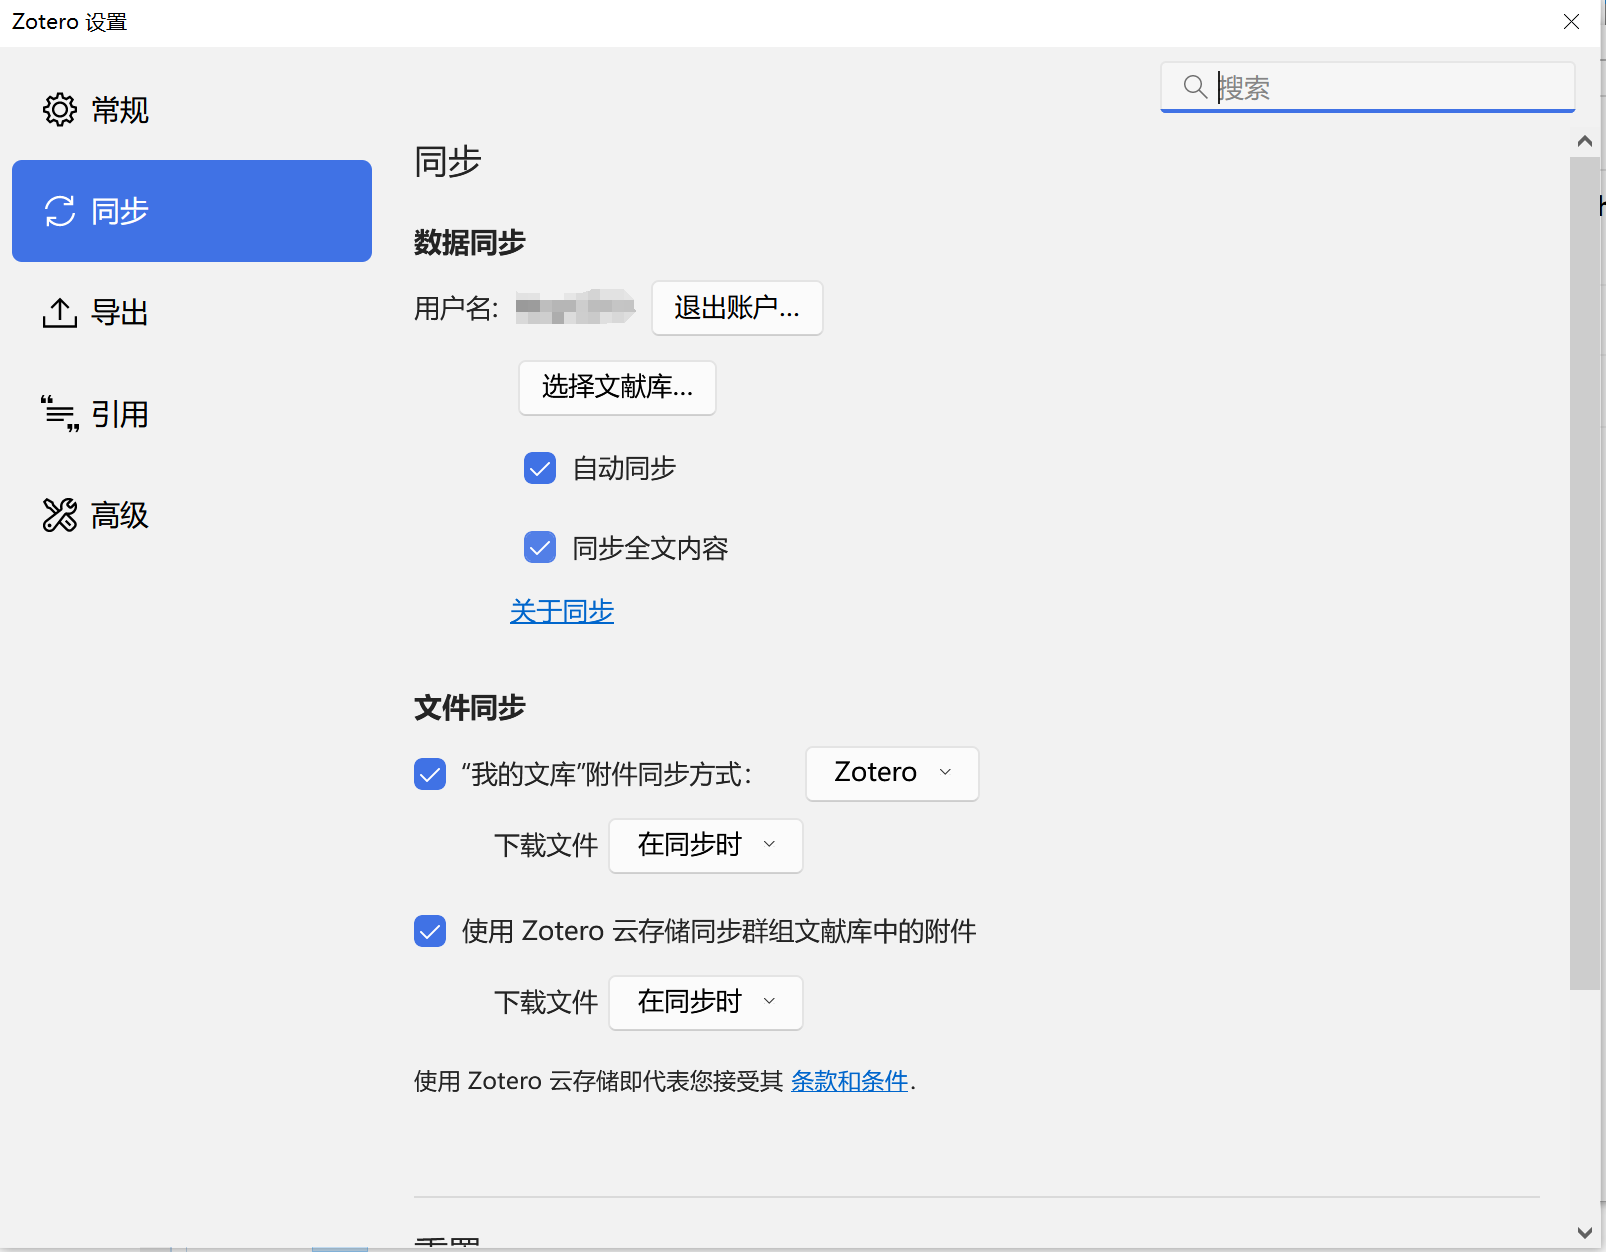 Zotero 设置
搜索
常规
同步
导出
引用
高级
同步
数据同步
用户名:
退出账户...
选择文献库...
自动同步
同步全文内容
关于同步
文件同步
“我的文库”附件同步方式：
Zotero
下载文件 在同步时
使用 Zotero 云存储同步群组文献库中的附件
下载文件 在同步时
使用 Zotero 云存储即代表您接受其 条款和条件.